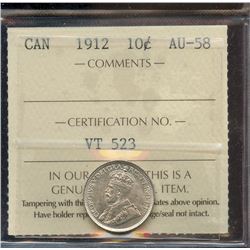 CAN 1912 10¢ AU-58
— COMMENTS —
— CERTIFICATION NO. —
VT 523
IN OUR THIS IS A
GENU ITEM.
Tampering with thi ates above opinion.
Have holder rep ge/seal not intact.